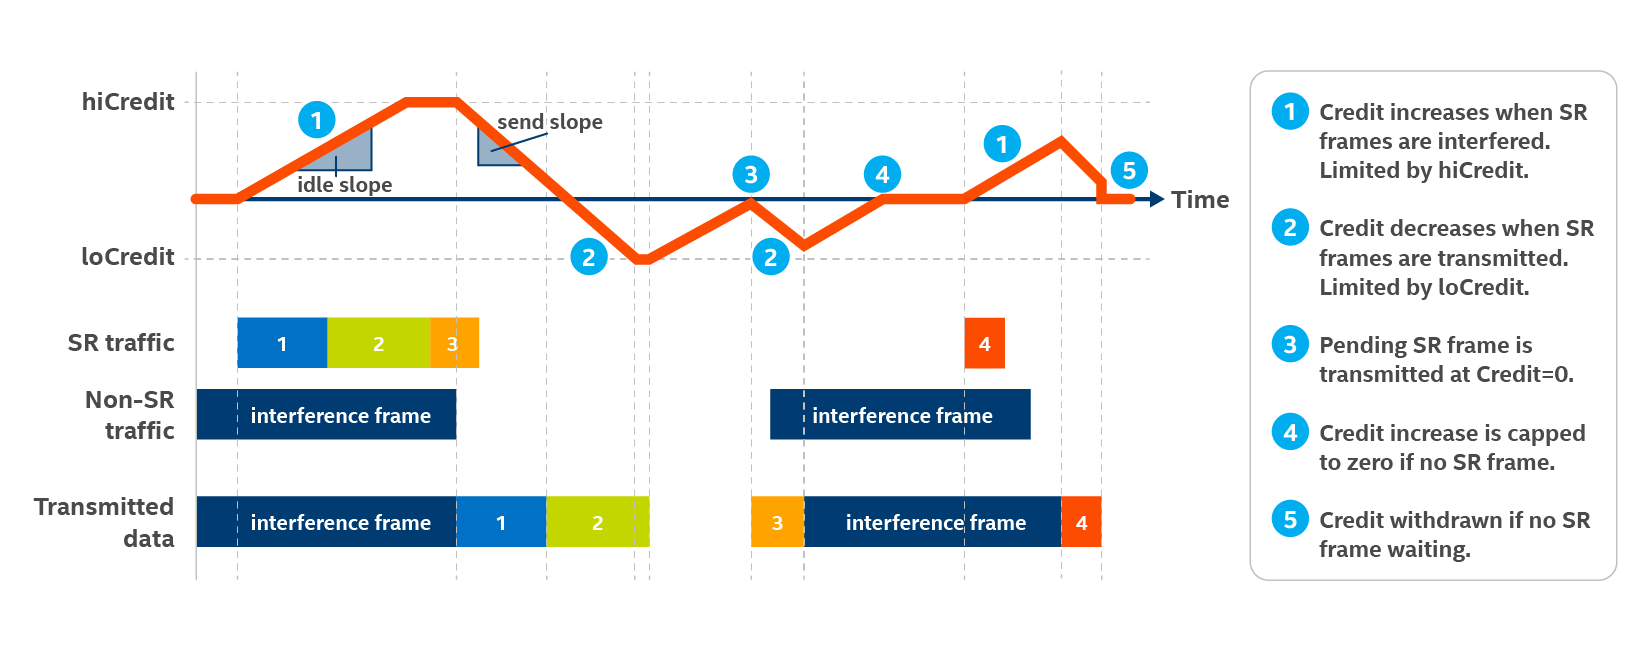 hiCredit
1
send slope
idle slope
2
3
2
4
1
5
Time
loCredit
SR traffic
1
2
3
4
Non-SR
traffic
interference frame
interference frame
Transmitted
data
interference frame
1
2
3
interference frame
4
1 Credit increases when SR
frames are interfered.
Limited by hiCredit.
2 Credit decreases when SR
frames are transmitted.
Limited by loCredit.
3 Pending SR frame is
transmitted at Credit=0.
4 Credit increase is capped
to zero if no SR frame.
5 Credit withdrawn if no SR
frame waiting.